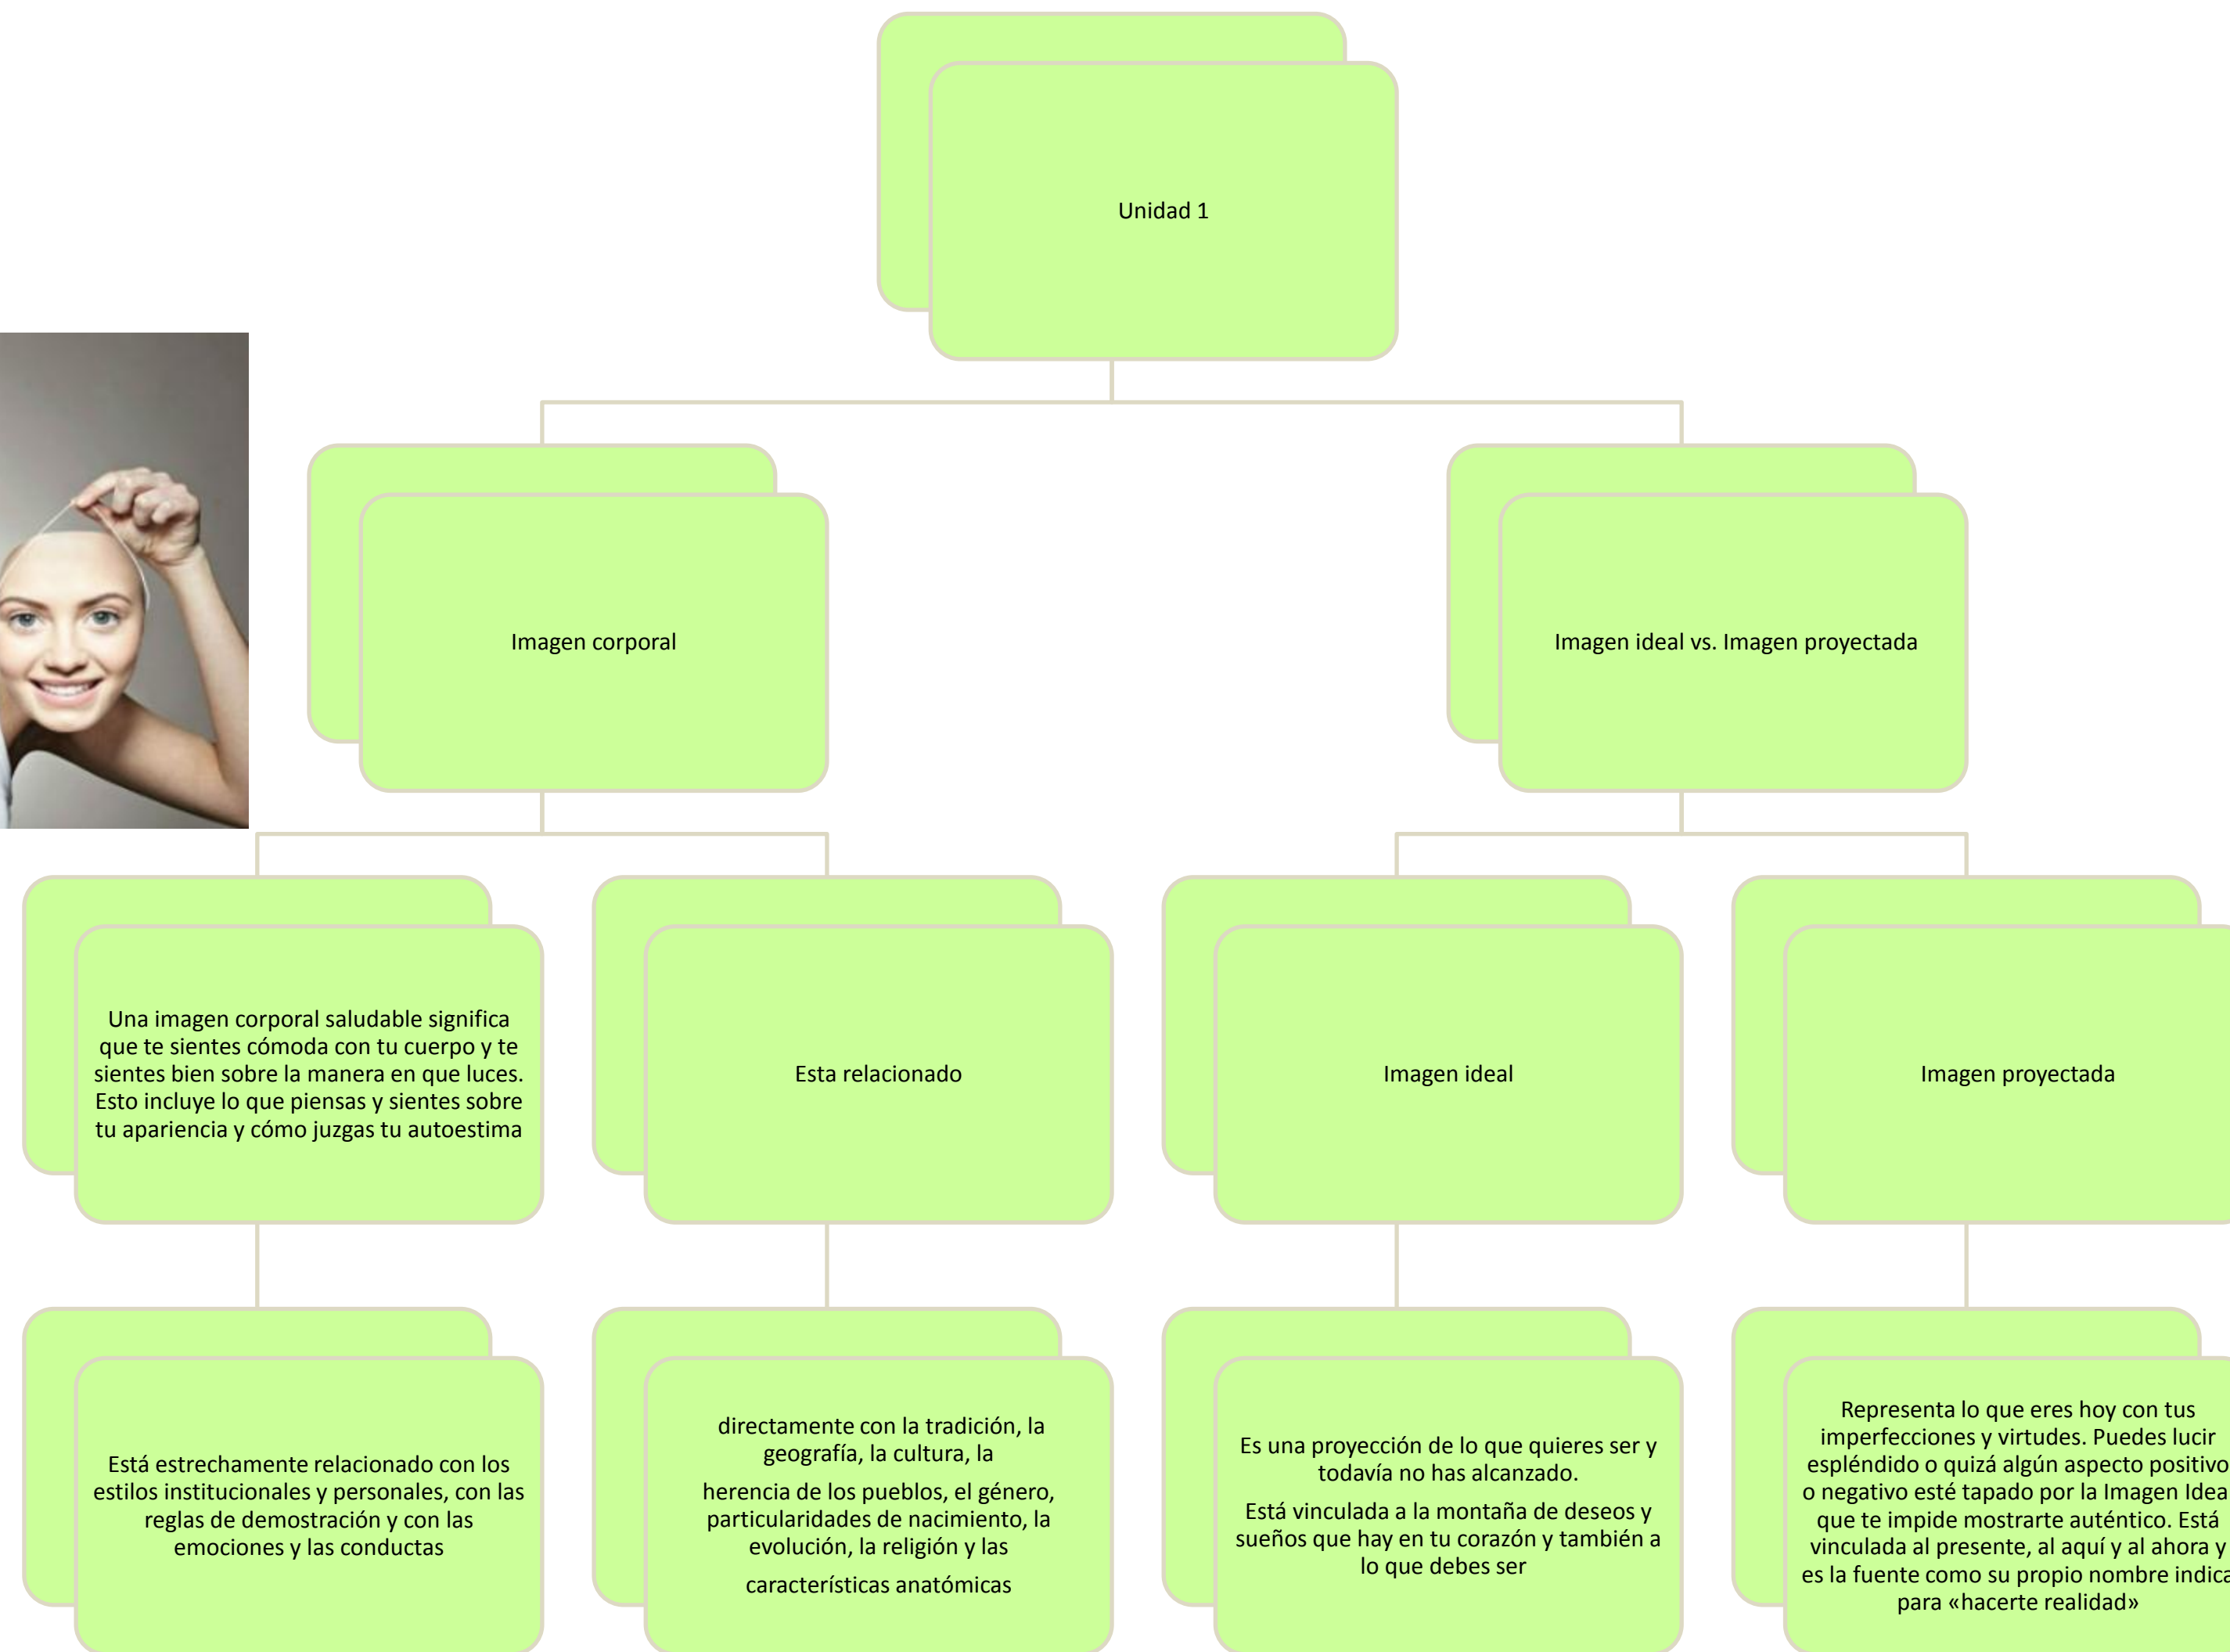 Unidad 1
Imagen corporal
Imagen ideal vs. Imagen proyectada
Una imagen corporal saludable significa
que te sientes cómoda con tu cuerpo y te
sientes bien sobre la manera en que luces.
Esto incluye lo que piensas y sientes sobre
tu apariencia y cómo juzgas tu autoestima
Esta relacionado
Imagen ideal
Imagen proyectada
Está estrechamente relacionado con los
estilos institucionales y personales, con las
reglas de demostración y con las
emociones y las conductas
directamente con la tradición, la
geografía, la cultura, la
herencia de los pueblos, el género,
particularidades de nacimiento, la
evolución, la religión y las
características anatómicas
Es una proyección de lo que quieres ser y
todavía no has alcanzado.
Está vinculada a la montaña de deseos y
sueños que hay en tu corazón y también a
lo que debes ser
Representa lo que eres hoy con tus
imperfecciones y virtudes. Puedes lucir
espléndido o quizá algún aspecto positivo
o negativo esté tapado por la Imagen Idea
que te impide mostrarte auténtico. Está
vinculada al presente, al aquí y al ahora y
es la fuente como su propio nombre indica
para «hacerte realidad»